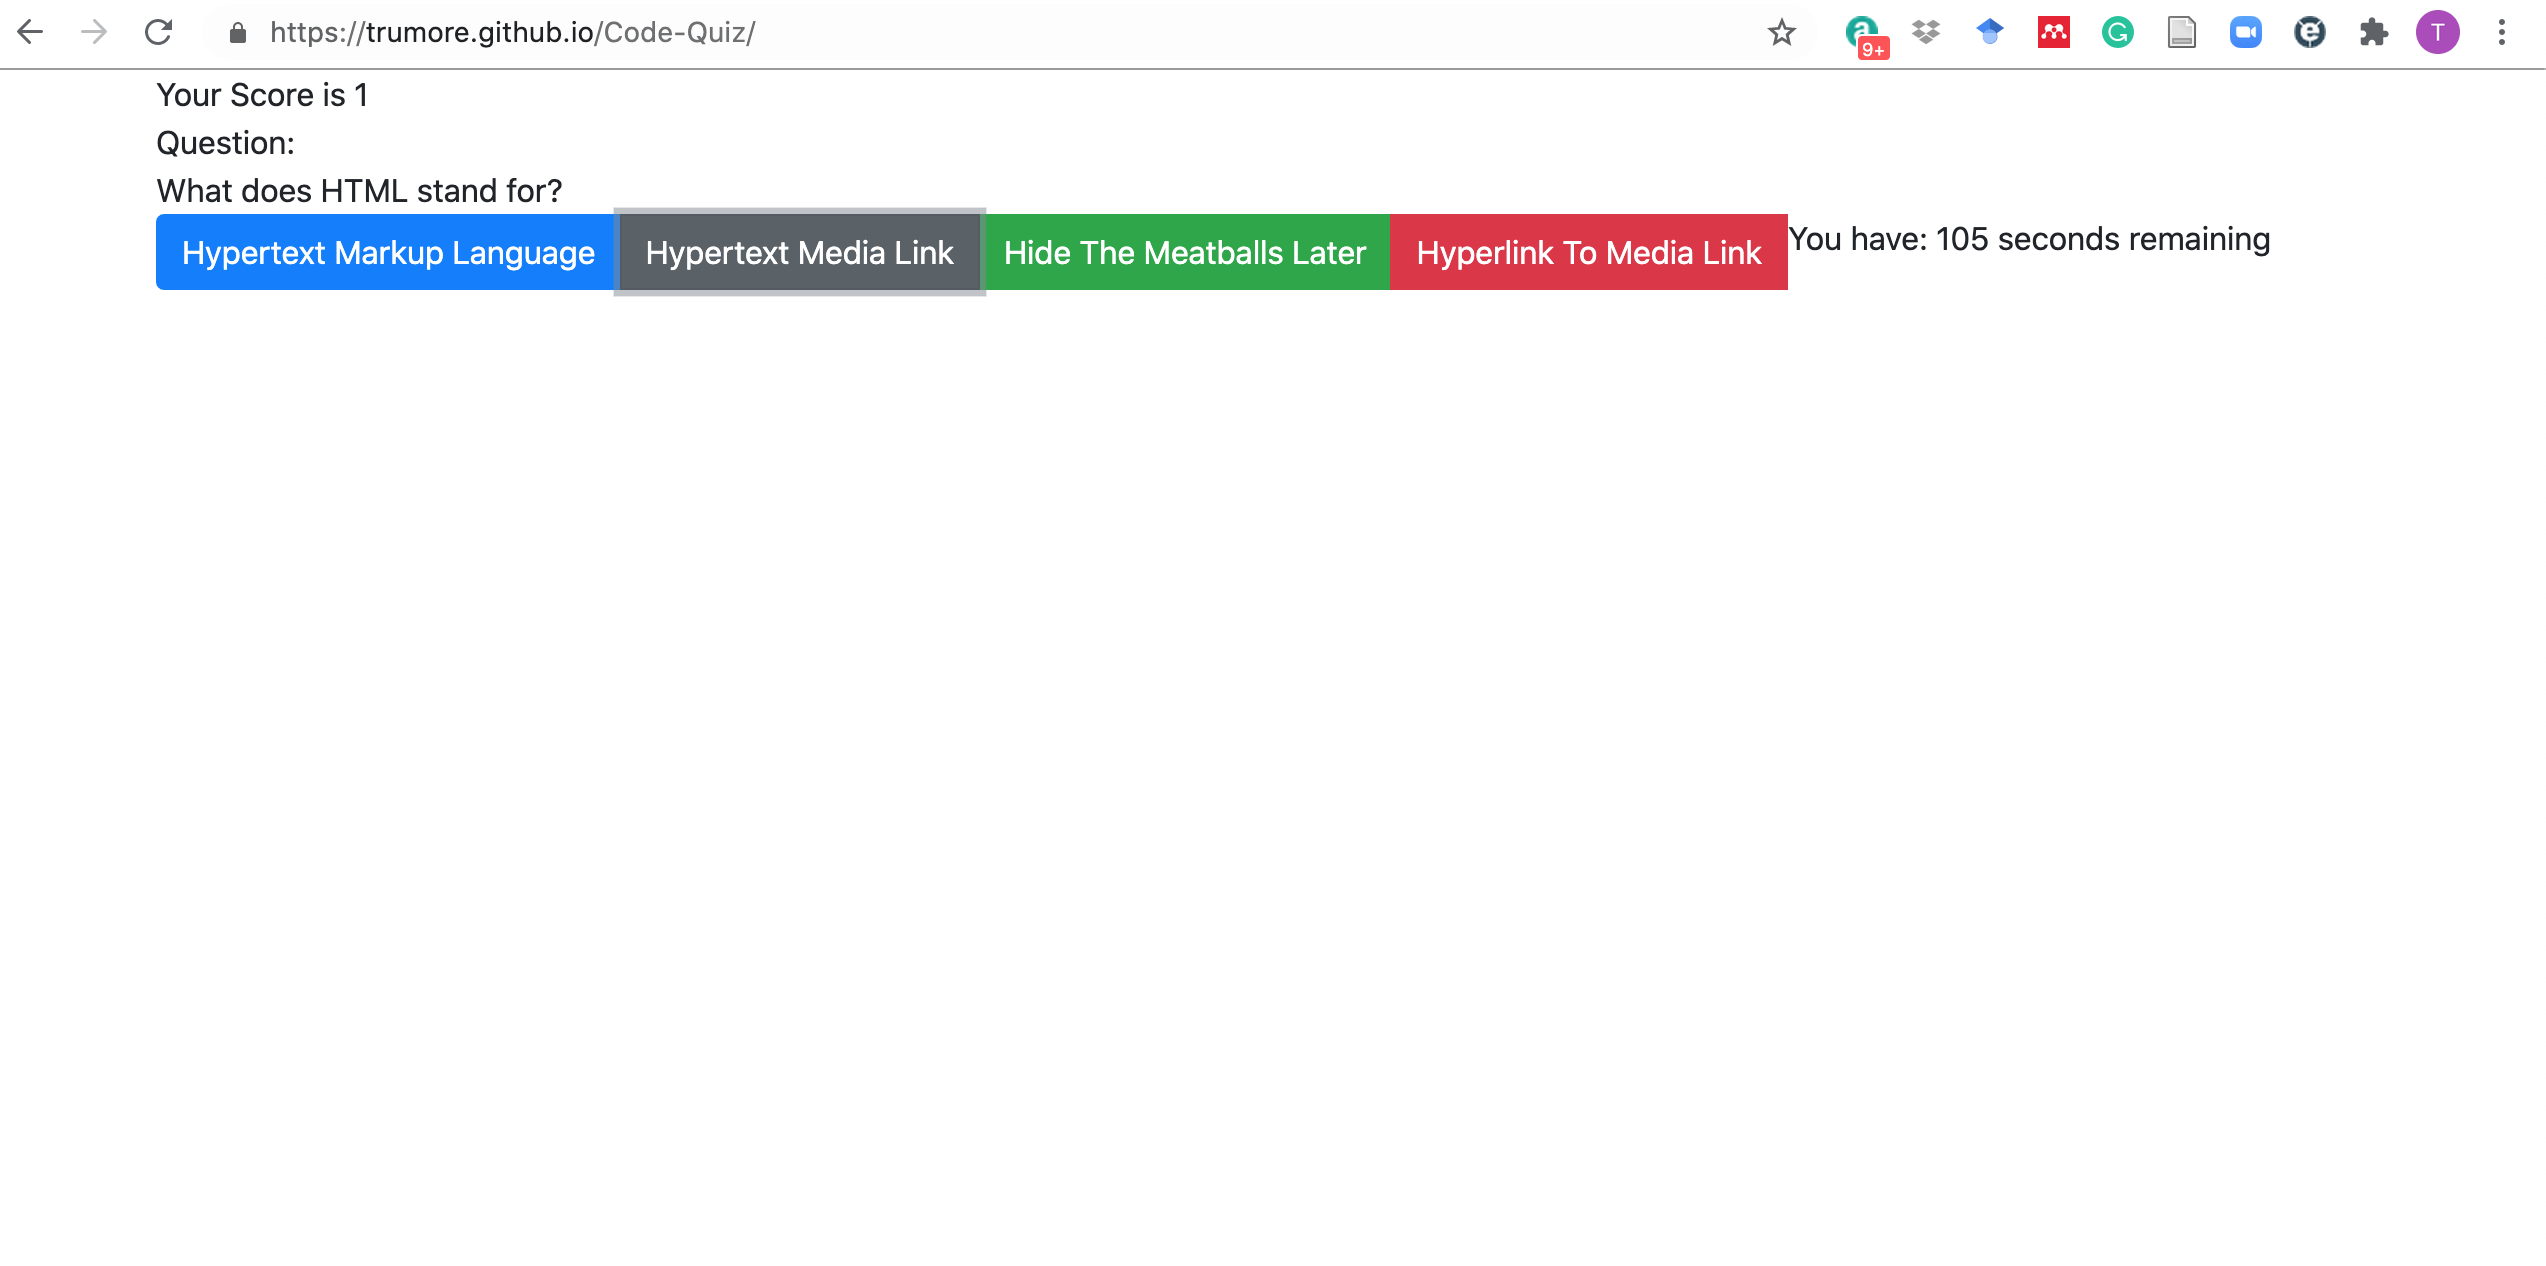 https://trumore.github.io/Code-Quiz/
a 9+ G e T
Your Score is 1
Question:
What does HTML stand for?
Hypertext Markup Language Hypertext Media Link Hide The Meatballs Later Hyperlink To Media Link You have: 105 seconds remaining